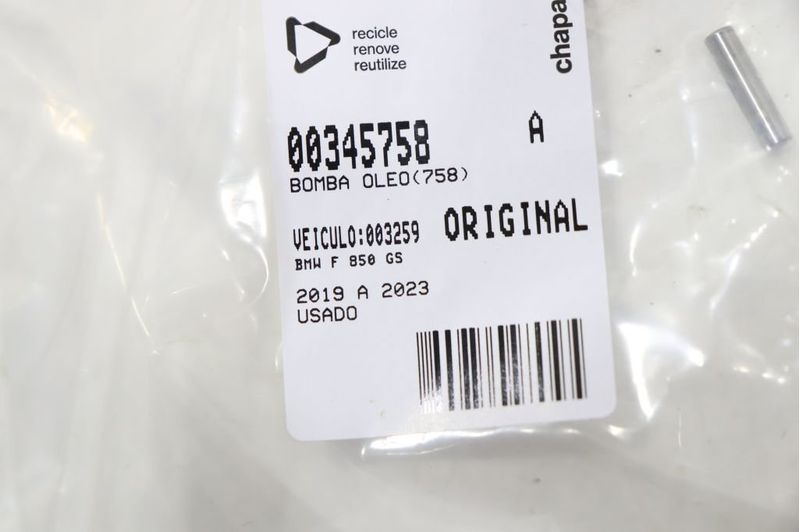 recicle
renove
reutilize
chapa
00345758
A
BOMBA OLEO(758)
VEICULO:003259
ORIGINAL
BMW F 850 GS
2019 A 2023
USADO